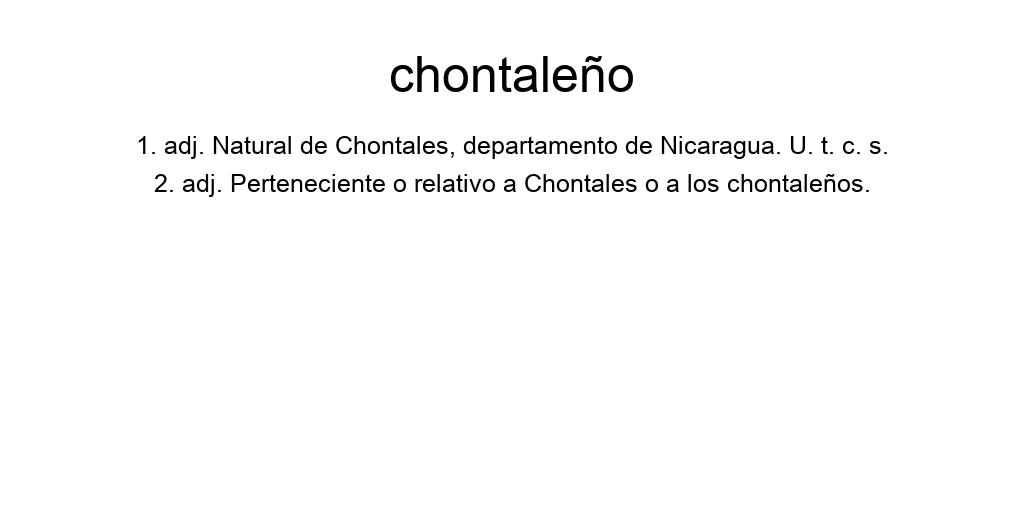 chontaleño
1. adj. Natural de Chontales, departamento de Nicaragua. U. t. c. s.
2. adj. Perteneciente o relativo a Chontales o a los chontaleños.